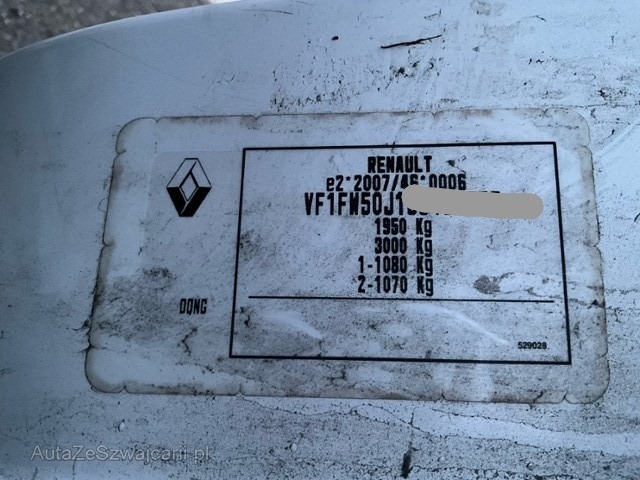 RENAULT
e2*2007/46*0006
VF1FW50J1
1950 Kg
3000 Kg
1-1080 Kg
2-1070 Kg
DQNG
529028
AutaZeSzwajcarii.pl